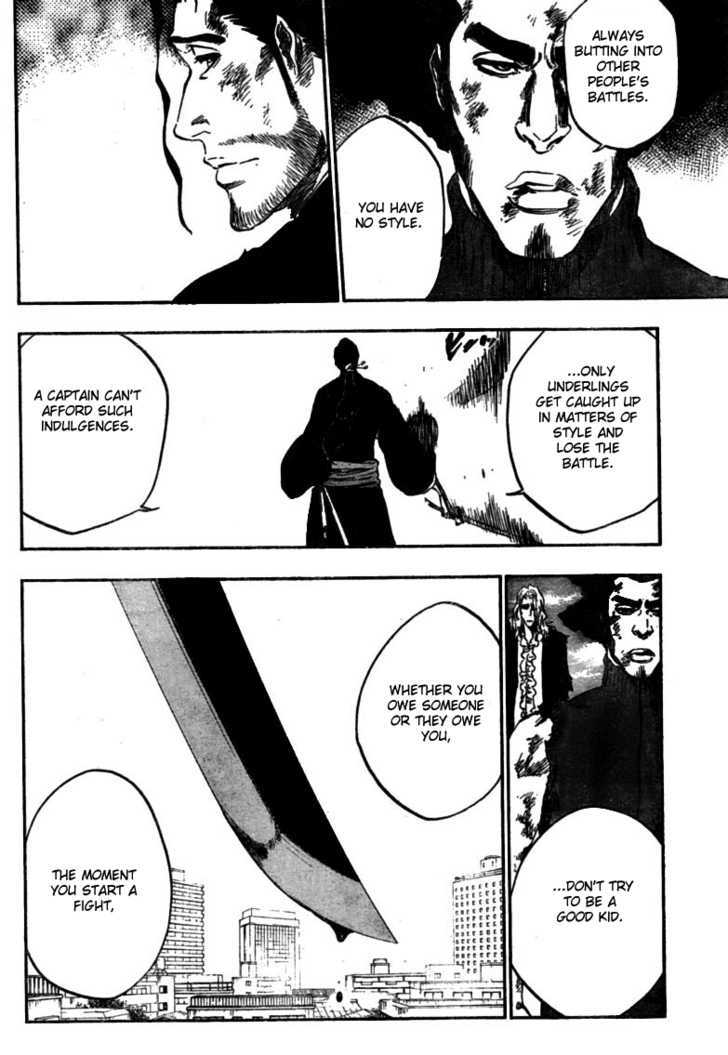 ALWAYS
BUTTING INTO
OTHER
PEOPLE'S
BATTLES.
YOU HAVE
NO STYLE.
...ONLY
UNDERLINGS
GET CAUGHT UP
IN MATTERS OF
STYLE AND
LOSE THE
BATTLE.
A CAPTAIN CAN'T
AFFORD SUCH
INDULGENCES.
...DON'T TRY
TO BE A
GOOD KID.
WHETHER YOU
OWE SOMEONE
OR THEY OWE
YOU,
THE MOMENT
YOU START A
FIGHT,